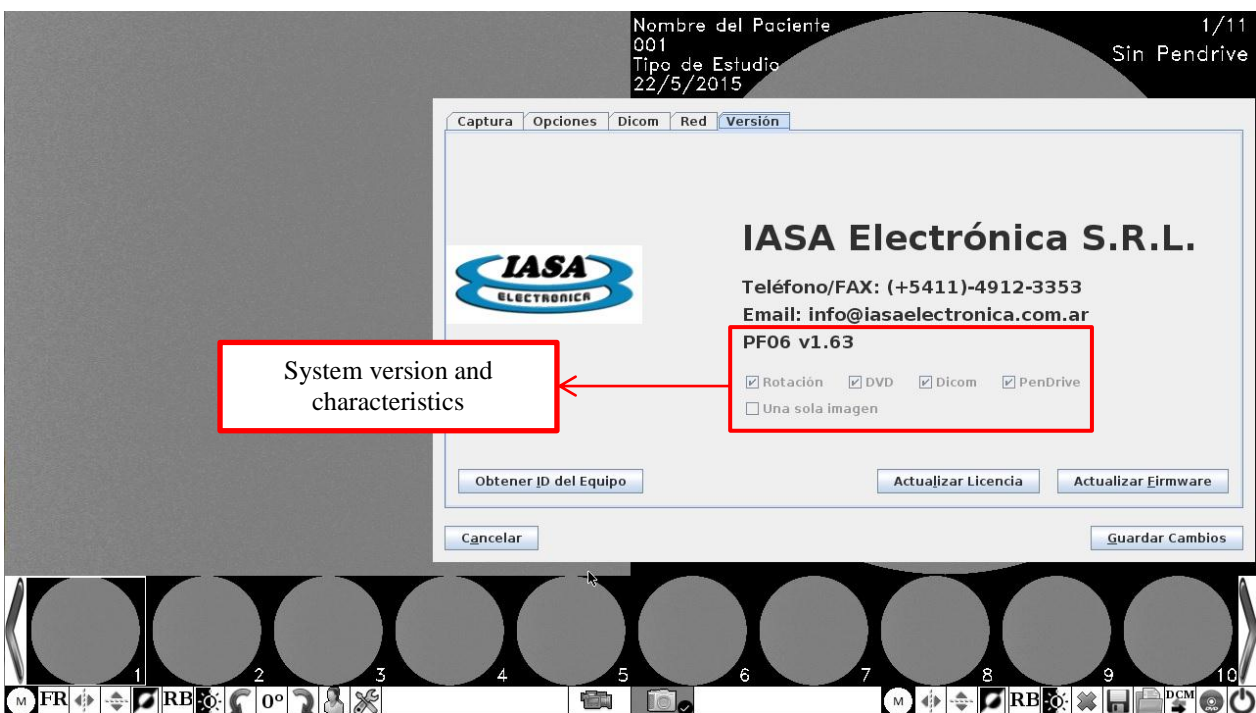 Nombre del Paciente
001
Tipo de Estudio
22/5/2015
1/11
Sin Pendrive
Captura Opciones Dicom Red Versión
IASA
ELECTRONICA
IASA Electrónica S.R.L.
Teléfono/FAX: (+5411)-4912-3353
Email: info@iasaelectronica.com.ar
PF06 v1.63
Rotación DVD Dicom PenDrive
Una sola imagen
System version and
characteristics
Obtener ID del Equipo Actualizar Licencia Actualizar Firmware
Cancelar Guardar Cambios
1 2 3 4 5 6 7 8 9 10
M FR RB 0º M RB DCM DVD